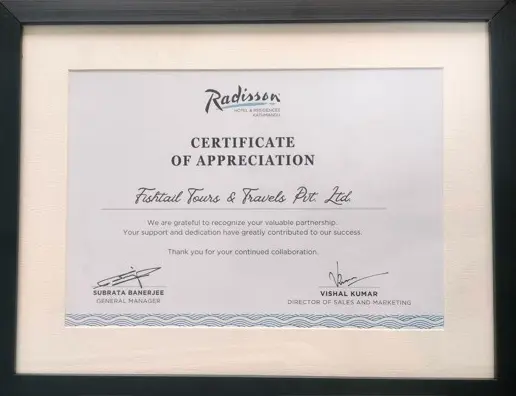 Radisson
HOTEL & RESIDENCES
KATHMANDU
CERTIFICATE
OF APPRECIATION
Fishtail Tours & Travels Pvt. Ltd.
We are grateful to recognize your valuable partnership.
Your support and dedication have greatly contributed to our success.
Thank you for your continued collaboration.
SUBRATA BANERJEE
GENERAL MANAGER
VISHAL KUMAR
DIRECTOR OF SALES AND MARKETING